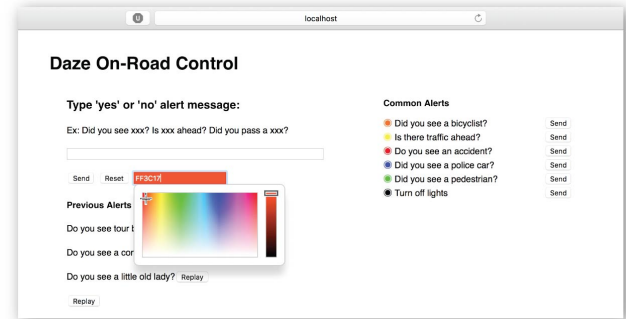 U
localhost
Daze On-Road Control
Type 'yes' or 'no' alert message:
Ex: Did you see xxx? Is xxx ahead? Did you pass a xxx?
Send Reset FF3C17
Previous Alerts
Do you see tour
Do you see a
Do you see a little old lady? Replay
Replay
Common Alerts
Did you see a bicyclist? Send
Is there traffic ahead? Send
Do you see an accident? Send
Did you see a police car? Send
Did you see a pedestrian? Send
Turn off lights Send